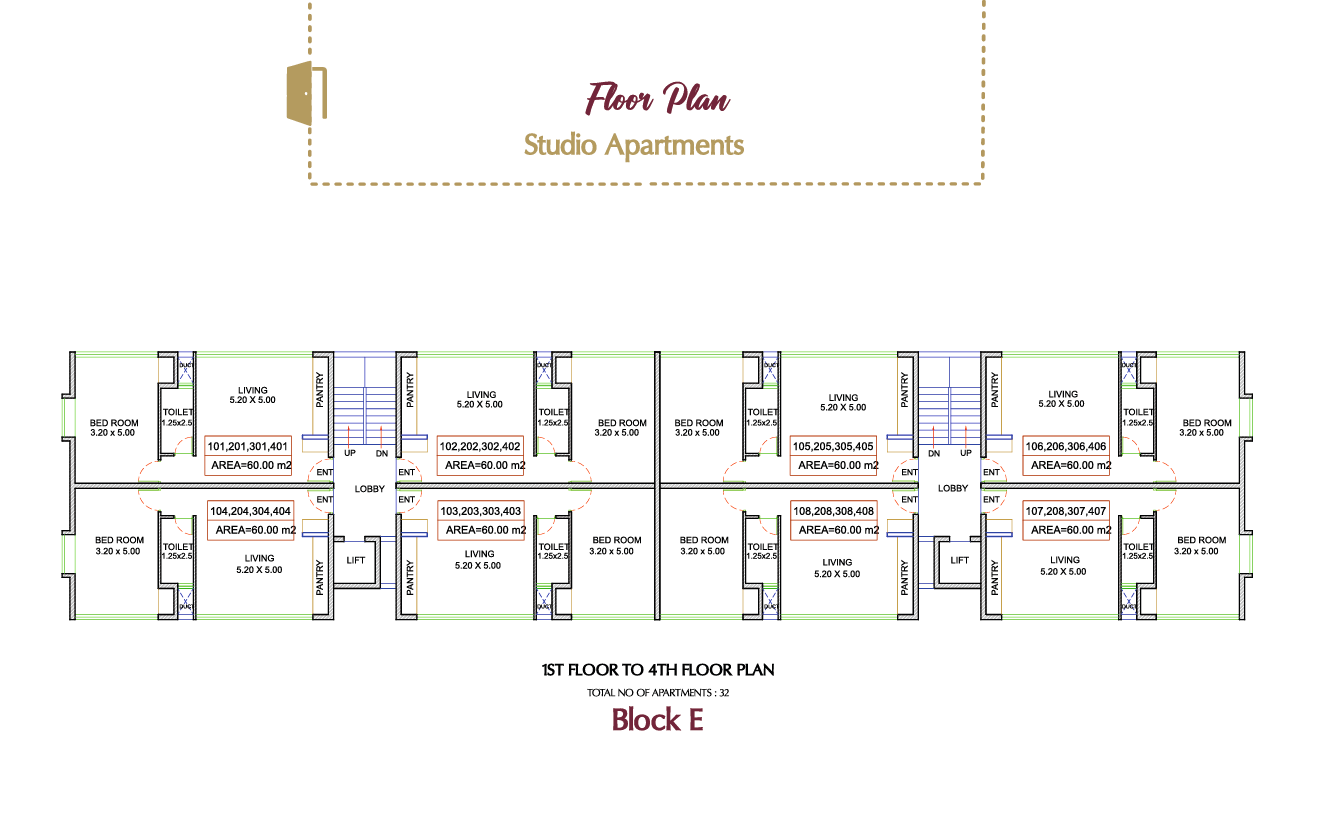 Floor Plan
Studio Apartments
DUCT
DUCT
DUCT
DUCT
LIVING
5.20 X 5.00
PANTRY
PANTRY
LIVING
5.20 X 5.00
LIVING
5.20 X 5.00
PANTRY
PANTRY
LIVING
5.20 X 5.00
BED ROOM
3.20 x 5.00
TOILET
1.25x2.5
TOILET
1.25x2.5
BED ROOM
3.20 x 5.00
BED ROOM
3.20 x 5.00
TOILET
1.25x2.5
TOILET
1.25x2.5
BED ROOM
3.20 x 5.00
101,201,301,401
AREA=60.00 m2
UP
DN
102,202,302,402
AREA=60.00 m2
105,205,305,405
AREA=60.00 m2
DN
UP
106,206,306,406
AREA=60.00 m2
ENT
ENT
ENT
ENT
LOBBY
LOBBY
ENT
ENT
ENT
ENT
104,204,304,404
AREA=60.00 m2
103,203,303,403
AREA=60.00 m2
108,208,308,408
AREA=60.00 m2
107,208,307,407
AREA=60.00 m2
BED ROOM
3.20 x 5.00
TOILET
1.25x2.5
LIVING
5.20 X 5.00
PANTRY
LIFT
PANTRY
LIVING
5.20 X 5.00
TOILET
1.25x2.5
BED ROOM
3.20 x 5.00
BED ROOM
3.20 x 5.00
TOILET
1.25x2.5
LIVING
5.20 X 5.00
PANTRY
LIFT
PANTRY
LIVING
5.20 X 5.00
TOILET
1.25x2.5
BED ROOM
3.20 x 5.00
DUCT
DUCT
DUCT
DUCT
1ST FLOOR TO 4TH FLOOR PLAN
TOTAL NO OF APARTMENTS : 32
Block E